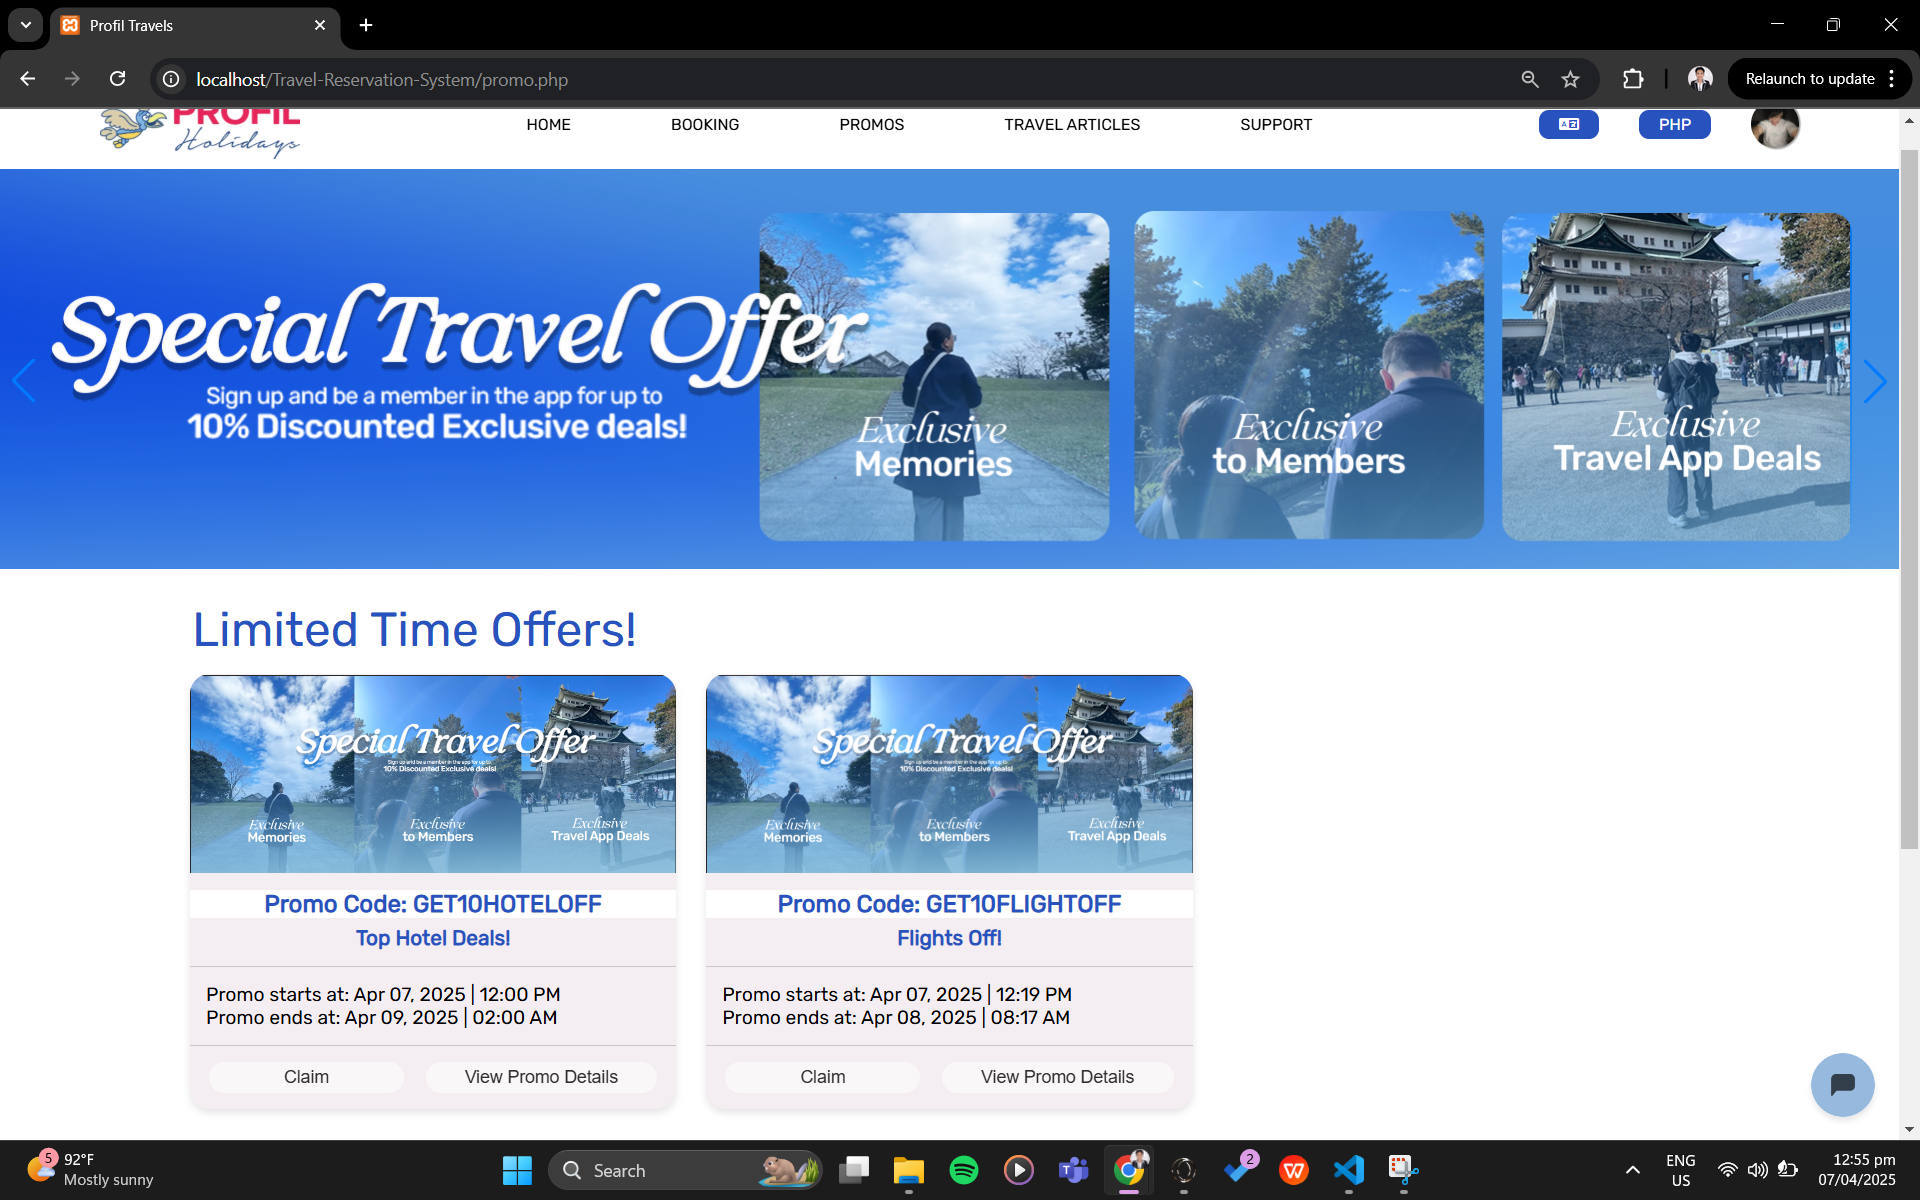 Profil Travels
localhost/Travel-Reservation-System/promo.php
Relaunch to update
PROFIL
Holidays
HOME
BOOKING
PROMOS
TRAVEL ARTICLES
SUPPORT
PHP
Special Travel Offer
Sign up and be a member in the app for up to
10% Discounted Exclusive deals!
Exclusive
Memories
Exclusive
to Members
Exclusive
Travel App Deals
Limited Time Offers!
Special Travel Offer
Sign up and be a member in the app for up to
10% Discounted Exclusive deals!
Exclusive
Memories
Exclusive
to Members
Exclusive
Travel App Deals
Promo Code: GET10HOTELOFF
Top Hotel Deals!
Promo starts at: Apr 07, 2025 | 12:00 PM
Promo ends at: Apr 09, 2025 | 02:00 AM
Claim
View Promo Details
Special Travel Offer
Sign up and be a member in the app for up to
10% Discounted Exclusive deals!
Exclusive
Memories
Exclusive
to Members
Exclusive
Travel App Deals
Promo Code: GET10FLIGHTOFF
Flights Off!
Promo starts at: Apr 07, 2025 | 12:19 PM
Promo ends at: Apr 08, 2025 | 08:17 AM
Claim
View Promo Details
5
92°F
Mostly sunny
Search
2
ENG
US
12:55 pm
07/04/2025